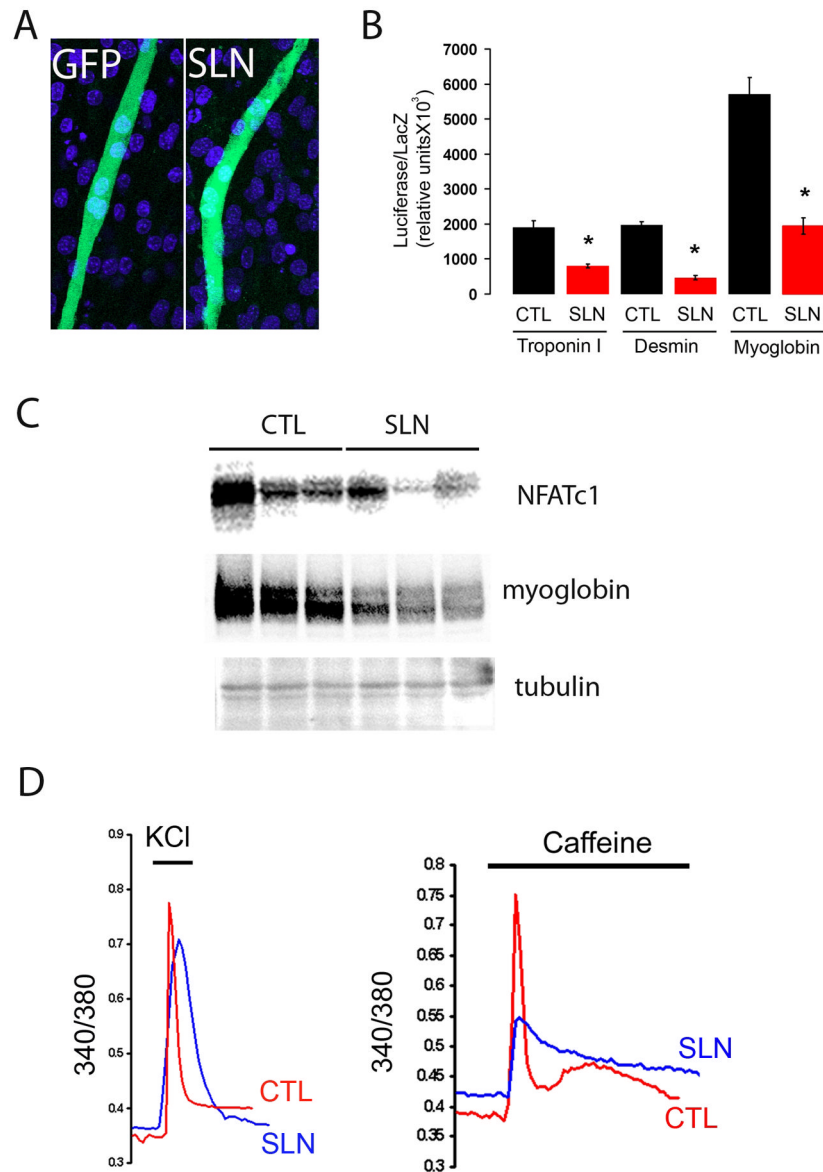 A
GFP
SLN
B
Luciferase/LacZ
(relative unitsX10³)
7000
6000
5000
4000
3000
2000
1000
0
*
*
*
CTL SLN CTL SLN CTL SLN
Troponin I Desmin Myoglobin
C
CTL SLN
NFATc1
myoglobin
tubulin
D
KCl
340/380
0.9
0.8
0.7
0.6
0.5
0.4
0.3
CTL
SLN
Caffeine
340/380
0.8
0.75
0.7
0.65
0.6
0.55
0.5
0.45
0.4
0.35
0.3
SLN
CTL